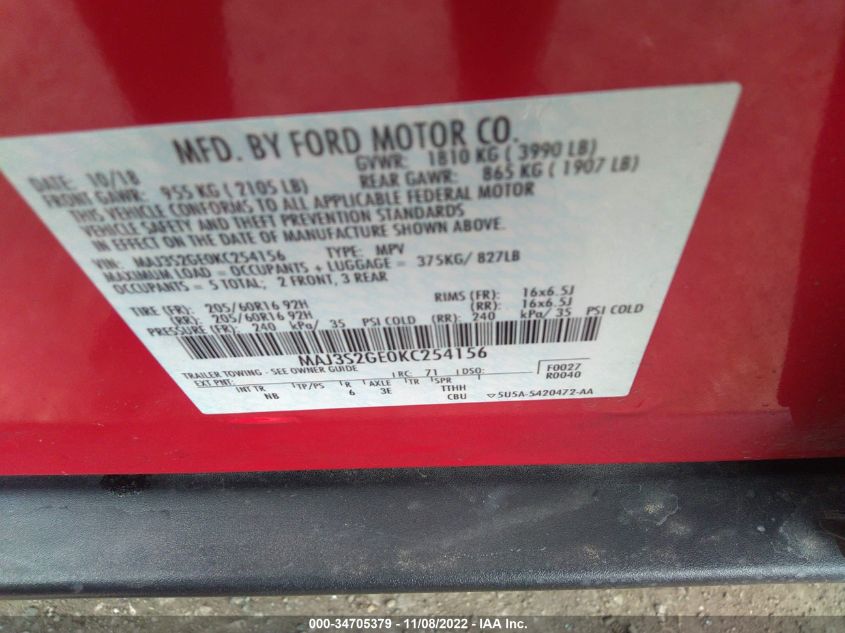 MFD. BY FORD MOTOR CO.
DATE: 10/18 GVWR: 1810 KG ( 3990 LB)
FRONT GAWR: 955 KG ( 2105 LB) REAR GAWR: 865 KG ( 1907 LB)
THIS VEHICLE CONFORMS TO ALL APPLICABLE FEDERAL MOTOR
VEHICLE SAFETY AND THEFT PREVENTION STANDARDS
IN EFFECT ON THE DATE OF MANUFACTURE SHOWN ABOVE.
VIN: MAJ3S2GE0KC254156 TYPE: MPV
MAXIMUM LOAD = OCCUPANTS + LUGGAGE = 375KG/ 827LB
OCCUPANTS = 5 TOTAL; 2 FRONT, 3 REAR
TIRE (FR): 205/60R16 92H RIMS (FR): 16x6.5J
(RR): 205/60R16 92H (RR): 16x6.5J
PRESSURE (FR): 240 kPa/ 35 PSI COLD (RR): 240 kPa/ 35 PSI COLD
MAJ3S2GE0KC254156
TRAILER TOWING - SEE OWNER GUIDE LRC: 71 DSO: F0027
EXT PNT: R0040
INT TR TP/PS R AXLE TR SPR TTHH
NB 6 3E CBU 5U5A-5420472-AA
000-34705379 - 11/08/2022 - IAA Inc.